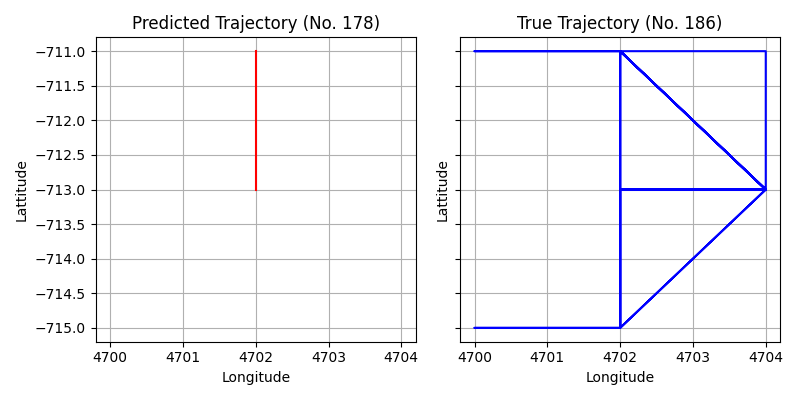 Predicted Trajectory (No. 178)
True Trajectory (No. 186)
−711.0
−711.5
−712.0
−712.5
−713.0
−713.5
−714.0
−714.5
−715.0
Lattitude
Lattitude
4700 4701 4702 4703 4704
4700 4701 4702 4703 4704
Longitude
Longitude